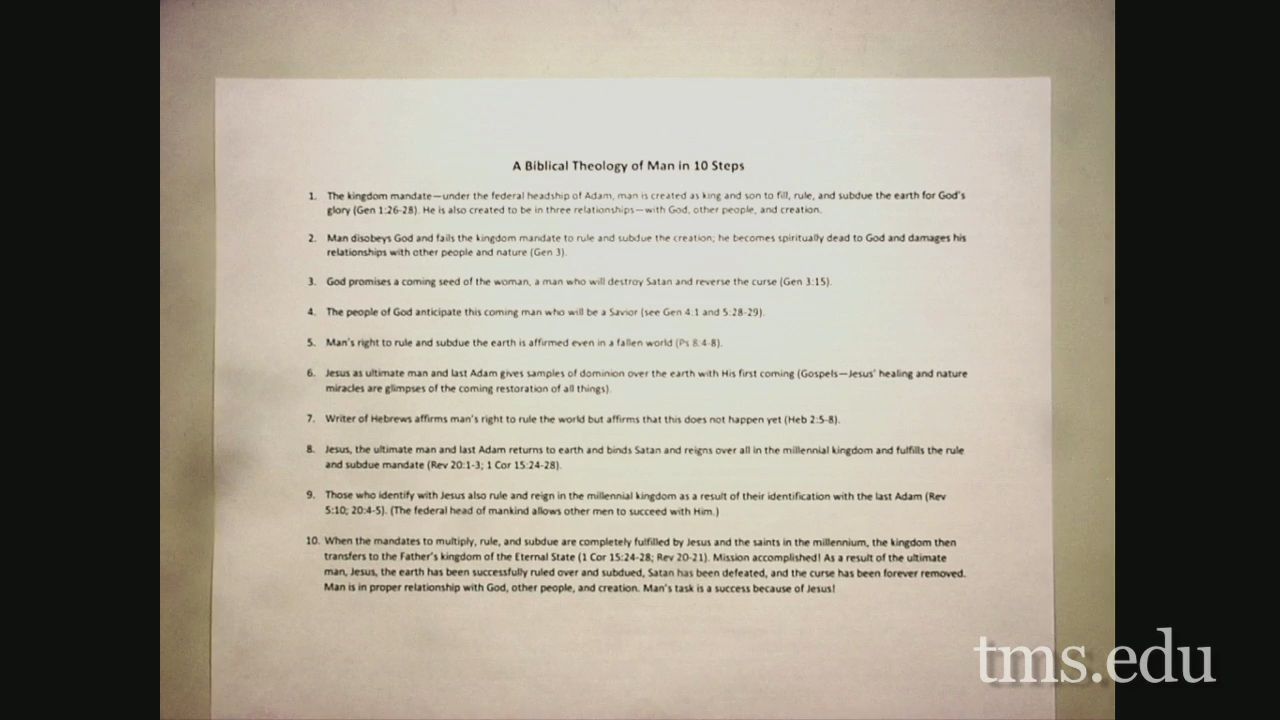 A Biblical Theology of Man in 10 Steps
1. The kingdom mandate—under the federal headship of Adam, man is created as king and son to fill, rule, and subdue the earth for God's
glory (Gen 1:26-28). He is also created to be in three relationships—with God, other people, and creation.
2. Man disobeys God and fails the kingdom mandate to rule and subdue the creation; he becomes spiritually dead to God and damages his
relationships with other people and nature (Gen 3).
3. God promises a coming seed of the woman, a man who will destroy Satan and reverse the curse (Gen 3:15).
4. The people of God anticipate this coming man who will be a Savior (see Gen 4:1 and 5:28-29).
5. Man's right to rule and subdue the earth is affirmed even in a fallen world (Ps 8:4-8).
6. Jesus as ultimate man and last Adam gives samples of dominion over the earth with His first coming (Gospels—Jesus' healing and nature
miracles are glimpses of the coming restoration of all things).
7. Writer of Hebrews affirms man's right to rule the world but affirms that this does not happen yet (Heb 2:5-8).
8. Jesus, the ultimate man and last Adam returns to earth and binds Satan and reigns over all in the millennial kingdom and fulfills the rule
and subdue mandate (Rev 20:1-3; 1 Cor 15:24-28).
9. Those who identify with Jesus also rule and reign in the millennial kingdom as a result of their identification with the last Adam (Rev
5:10; 20:4-5). (The federal head of mankind allows other men to succeed with Him.)
10. When the mandates to multiply, rule, and subdue are completely fulfilled by Jesus and the saints in the millennium, the kingdom then
transfers to the Father's kingdom of the Eternal State (1 Cor 15:24-28; Rev 20-21). Mission accomplished! As a result of the ultimate
man, Jesus, the earth has been successfully ruled over and subdued, Satan has been defeated, and the curse has been forever removed.
Man is in proper relationship with God, other people, and creation. Man's task is a success because of Jesus!
tms.edu